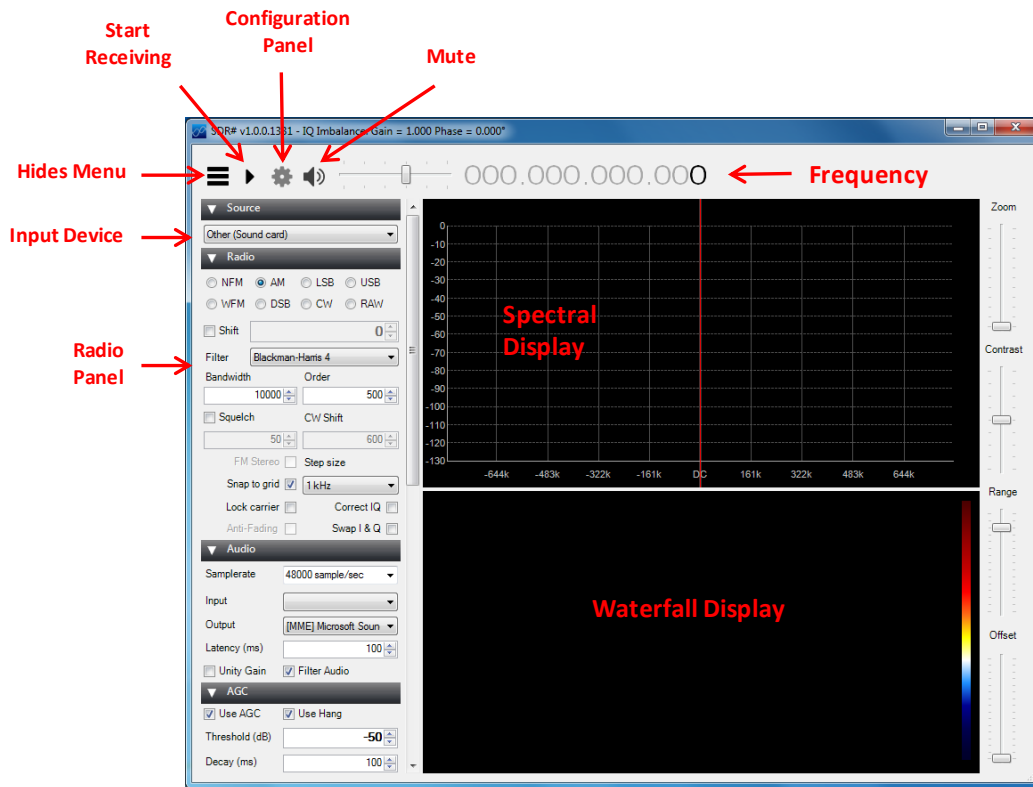 Start
Receiving
Configuration
Panel
Mute
SDR# v1.0.0.1331 - IQ Imbalance: Gain = 1.000 Phase = 0.000°
Hides Menu
000.000.000.000
Frequency
Input Device
Radio
Panel
Source
Other (Sound card)
Radio
NFM AM LSB USB
WFM DSB CW RAW
Shift 0
Filter Blackman-Harris 4
Bandwidth Order
10000 500
Squelch CW Shift
50 600
FM Stereo Step size
Snap to grid 1 kHz
Lock carrier Correct IQ
Anti-Fading Swap I & Q
Audio
Samplerate 48000 sample/sec
Input
Output [MME] Microsoft Soun
Latency (ms) 100
Unity Gain Filter Audio
AGC
Use AGC Use Hang
Threshold (dB) -50
Decay (ms) 100
0
-10
-20
-30
-40
-50
-60
-70
-80
-90
-100
-110
-120
-130
Spectral
Display
-644k -483k -322k -161k DC 161k 322k 483k 644k
Waterfall Display
Zoom
Contrast
Range
Offset